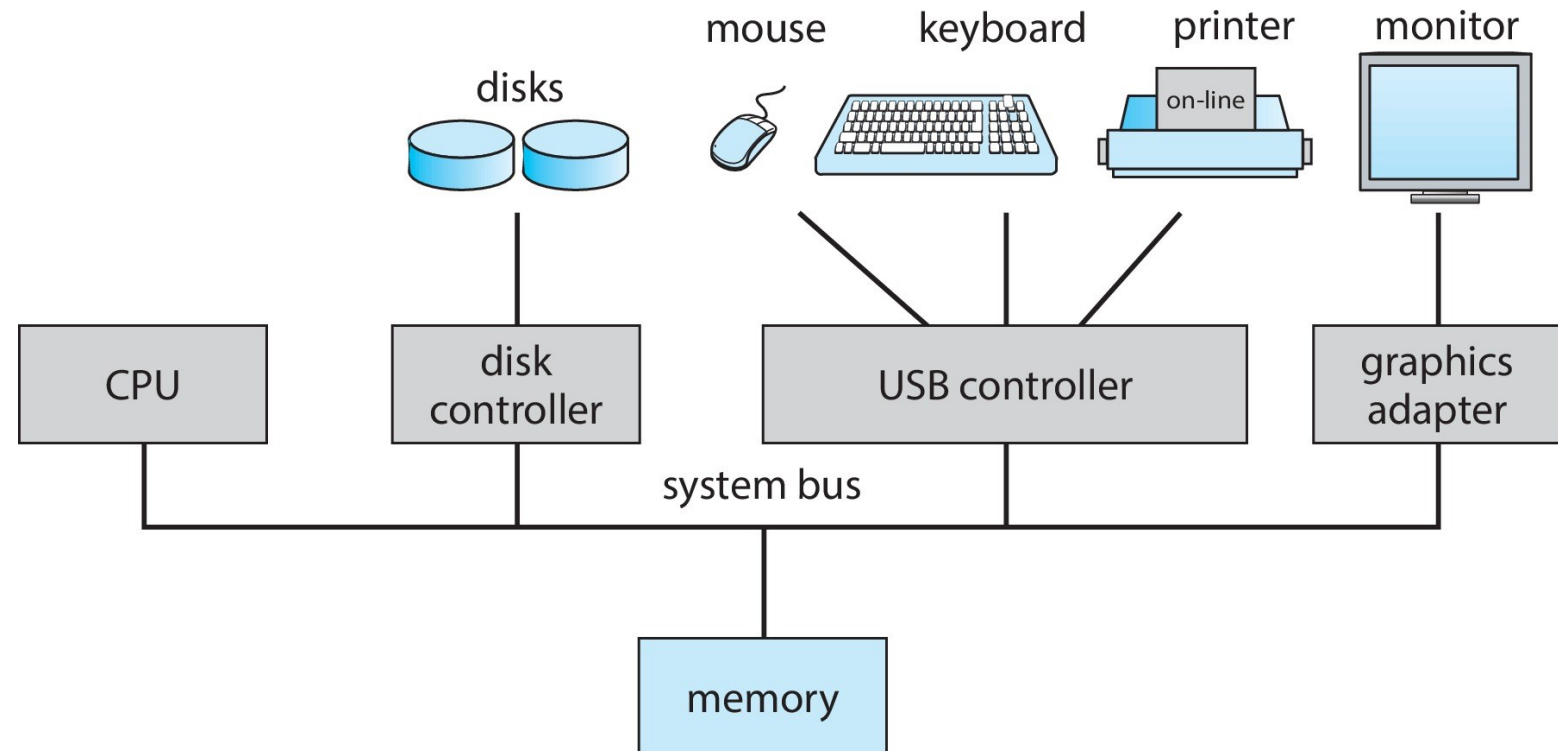 mouse
keyboard
printer
monitor
disks
on-line
CPU
disk
controller
USB controller
graphics
adapter
system bus
memory